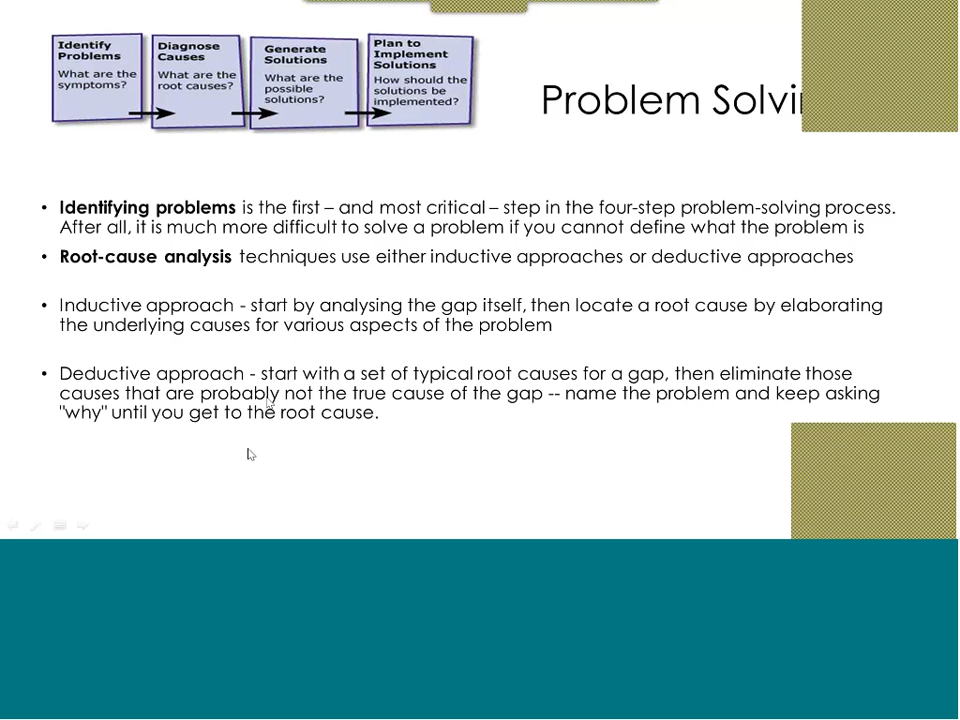 Identify
Problems
What are the
symptoms?
Diagnose
Causes
What are the
root causes?
Generate
Solutions
What are the
possible
solutions?
Plan to
Implement
Solutions
How should the
solutions be
implemented?
Problem Solvin
• Identifying problems is the first – and most critical – step in the four-step problem-solving process.
After all, it is much more difficult to solve a problem if you cannot define what the problem is
• Root-cause analysis techniques use either inductive approaches or deductive approaches
• Inductive approach - start by analysing the gap itself, then locate a root cause by elaborating
the underlying causes for various aspects of the problem
• Deductive approach - start with a set of typical root causes for a gap, then eliminate those
causes that are probably not the true cause of the gap -- name the problem and keep asking
"why" until you get to the root cause.